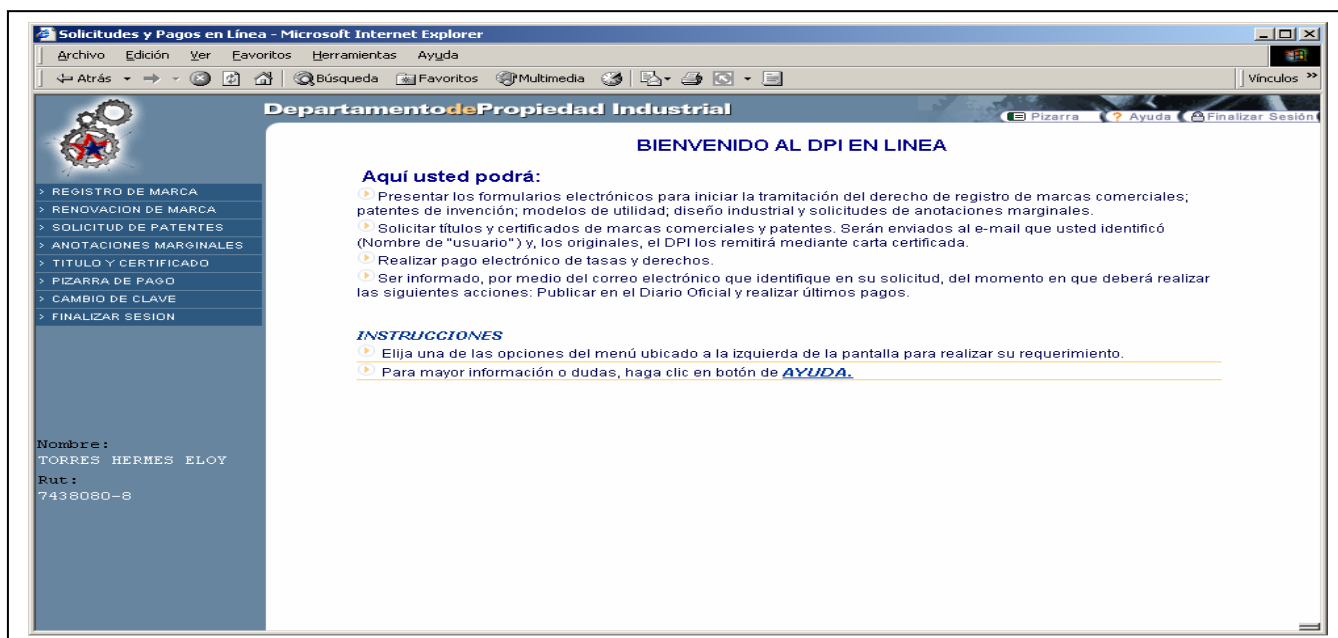 Solicitudes y Pagos en Línea - Microsoft Internet Explorer
Archivo Edición Ver Favoritos Herramientas Ayuda
Atrás Búsqueda Favoritos Multimedia Vínculos »
DepartamentodePropiedad Industrial
Pizarra ? Ayuda Finalizar Sesión
BIENVENIDO AL DPI EN LINEA
Aquí usted podrá:
Presentar los formularios electrónicos para iniciar la tramitación del derecho de registro de marcas comerciales;
patentes de invención; modelos de utilidad; diseño industrial y solicitudes de anotaciones marginales.
Solicitar títulos y certificados de marcas comerciales y patentes. Serán enviados al e-mail que usted identificó
(Nombre de "usuario") y, los originales, el DPI los remitirá mediante carta certificada.
Realizar pago electrónico de tasas y derechos.
Ser informado, por medio del correo electrónico que identifique en su solicitud, del momento en que deberá realizar
las siguientes acciones: Publicar en el Diario Oficial y realizar últimos pagos.
INSTRUCCIONES
Elija una de las opciones del menú ubicado a la izquierda de la pantalla para realizar su requerimiento.
Para mayor información o dudas, haga clic en botón de AYUDA.
> REGISTRO DE MARCA
> RENOVACION DE MARCA
> SOLICITUD DE PATENTES
> ANOTACIONES MARGINALES
> TITULO Y CERTIFICADO
> PIZARRA DE PAGO
> CAMBIO DE CLAVE
> FINALIZAR SESION
Nombre:
TORRES HERMES ELOY
Rut:
7438080-8